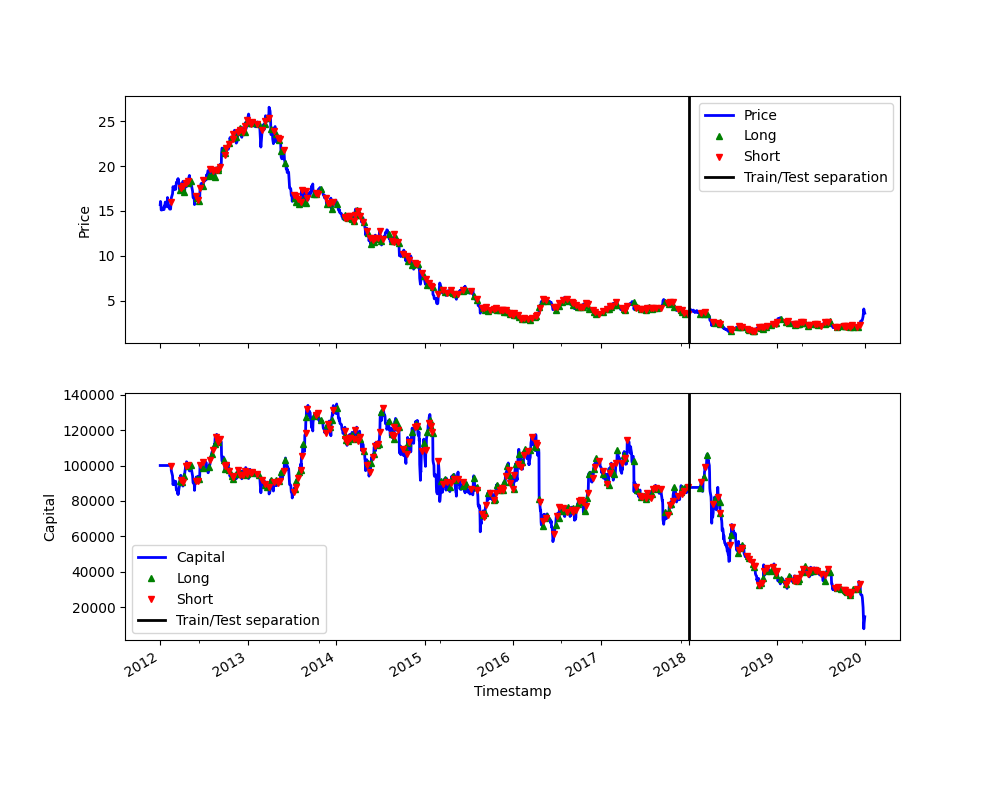 25
20
15
10
5
Price
Price
Long
Short
Train/Test separation
140000
120000
100000
80000
60000
40000
20000
Capital
Capital
Long
Short
Train/Test separation
2012 2013 2014 2015 2016 2017 2018 2019 2020
Timestamp